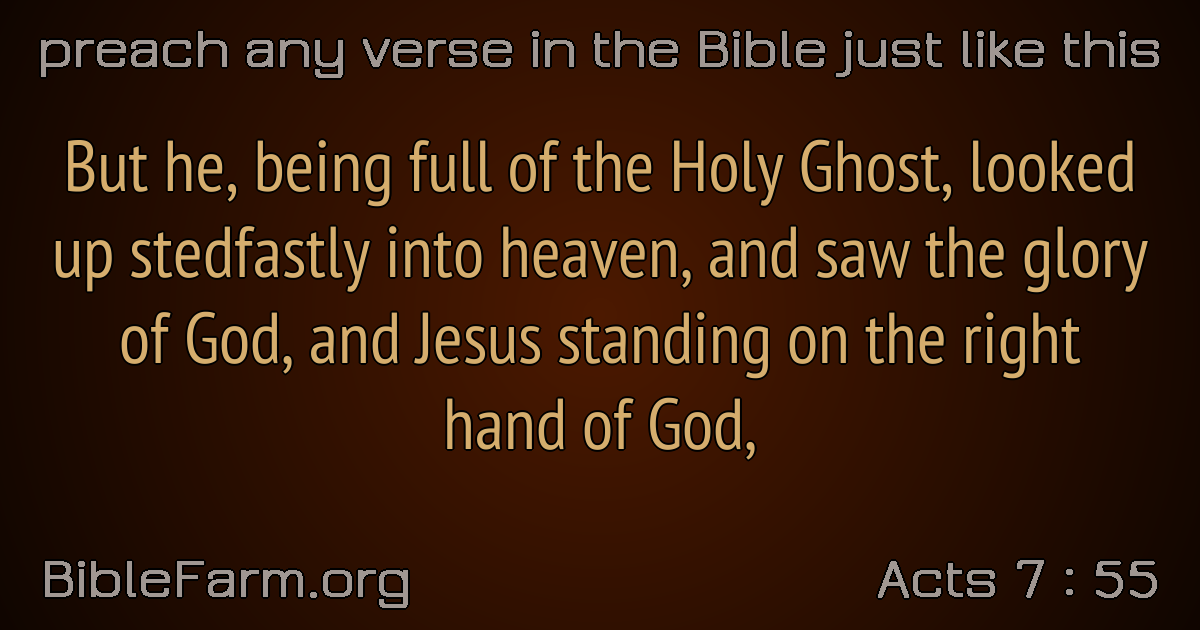 preach any verse in the Bible just like this
But he, being full of the Holy Ghost, looked
up stedfastly into heaven, and saw the glory
of God, and Jesus standing on the right
hand of God,
BibleFarm.org
Acts 7 : 55